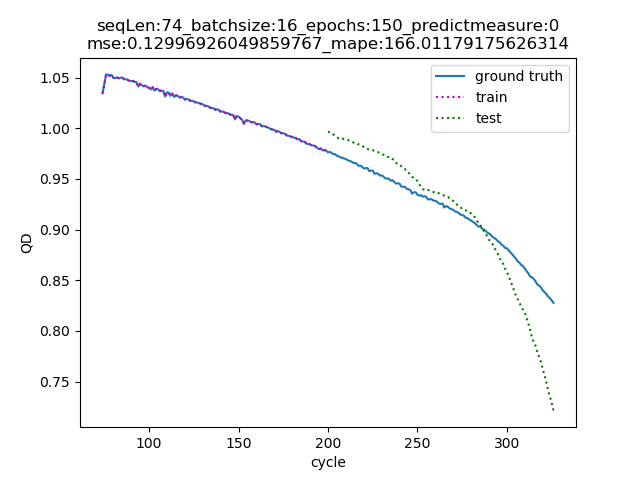 seqLen:74_batchsize:16_epochs:150_predictmeasure:0
mse:0.12996926049859767_mape:166.01179175626314
ground truth
train
test
1.05
1.00
0.95
0.90
0.85
0.80
0.75
QD
100
150
200
250
300
cycle